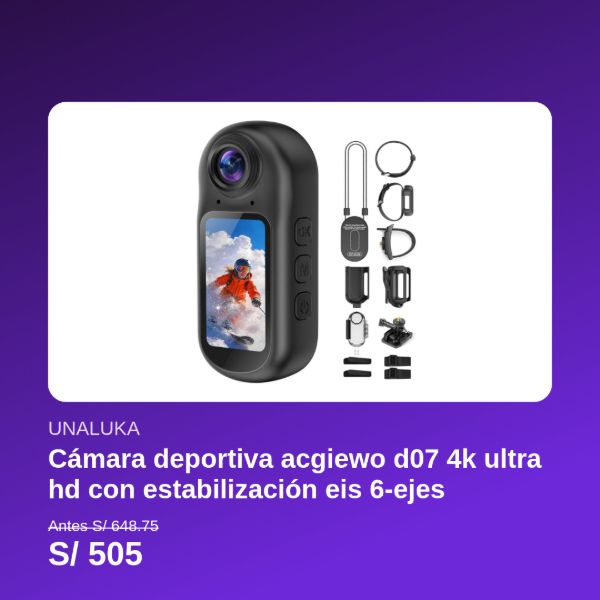 UNALUKA
Cámara deportiva acgiewo d07 4k ultra
hd con estabilización eis 6-ejes
Antes S/ 648.75
S/ 505